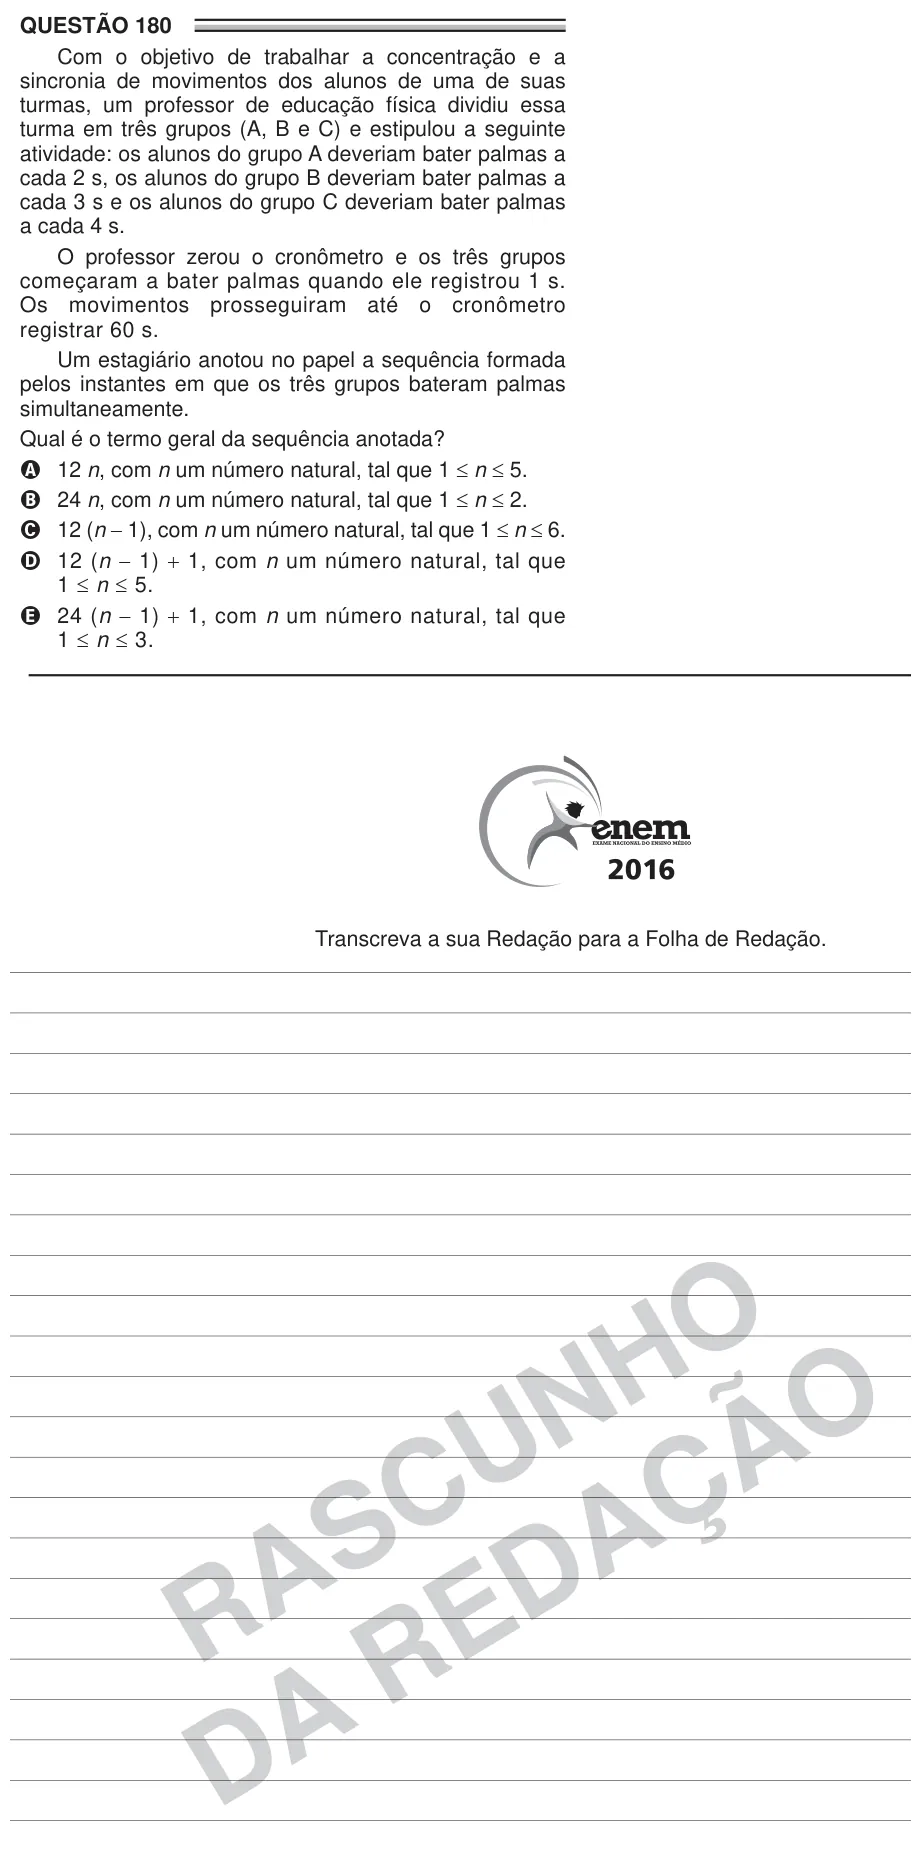 QUESTÃO 180
Com o objetivo de trabalhar a concentração e a
sincronia de movimentos dos alunos de uma de suas
turmas, um professor de educação física dividiu essa
turma em três grupos (A, B e C) e estipulou a seguinte
atividade: os alunos do grupo A deveriam bater palmas a
cada 2 s, os alunos do grupo B deveriam bater palmas a
cada 3 s e os alunos do grupo C deveriam bater palmas
a cada 4 s.
O professor zerou o cronômetro e os três grupos
começaram a bater palmas quando ele registrou 1 s.
Os movimentos prosseguiram até o cronômetro
registrar 60 s.
Um estagiário anotou no papel a sequência formada
pelos instantes em que os três grupos bateram palmas
simultaneamente.
Qual é o termo geral da sequência anotada?
A 12 n, com n um número natural, tal que 1 ≤ n ≤ 5.
B 24 n, com n um número natural, tal que 1 ≤ n ≤ 2.
C 12 (n – 1), com n um número natural, tal que 1 ≤ n ≤ 6.
D 12 (n – 1) + 1, com n um número natural, tal que
1 ≤ n ≤ 5.
E 24 (n – 1) + 1, com n um número natural, tal que
1 ≤ n ≤ 3.
enem
EXAME NACIONAL DO ENSINO MÉDIO
2016
Transcreva a sua Redação para a Folha de Redação.
RASCUNHO
DA REDAÇÃO